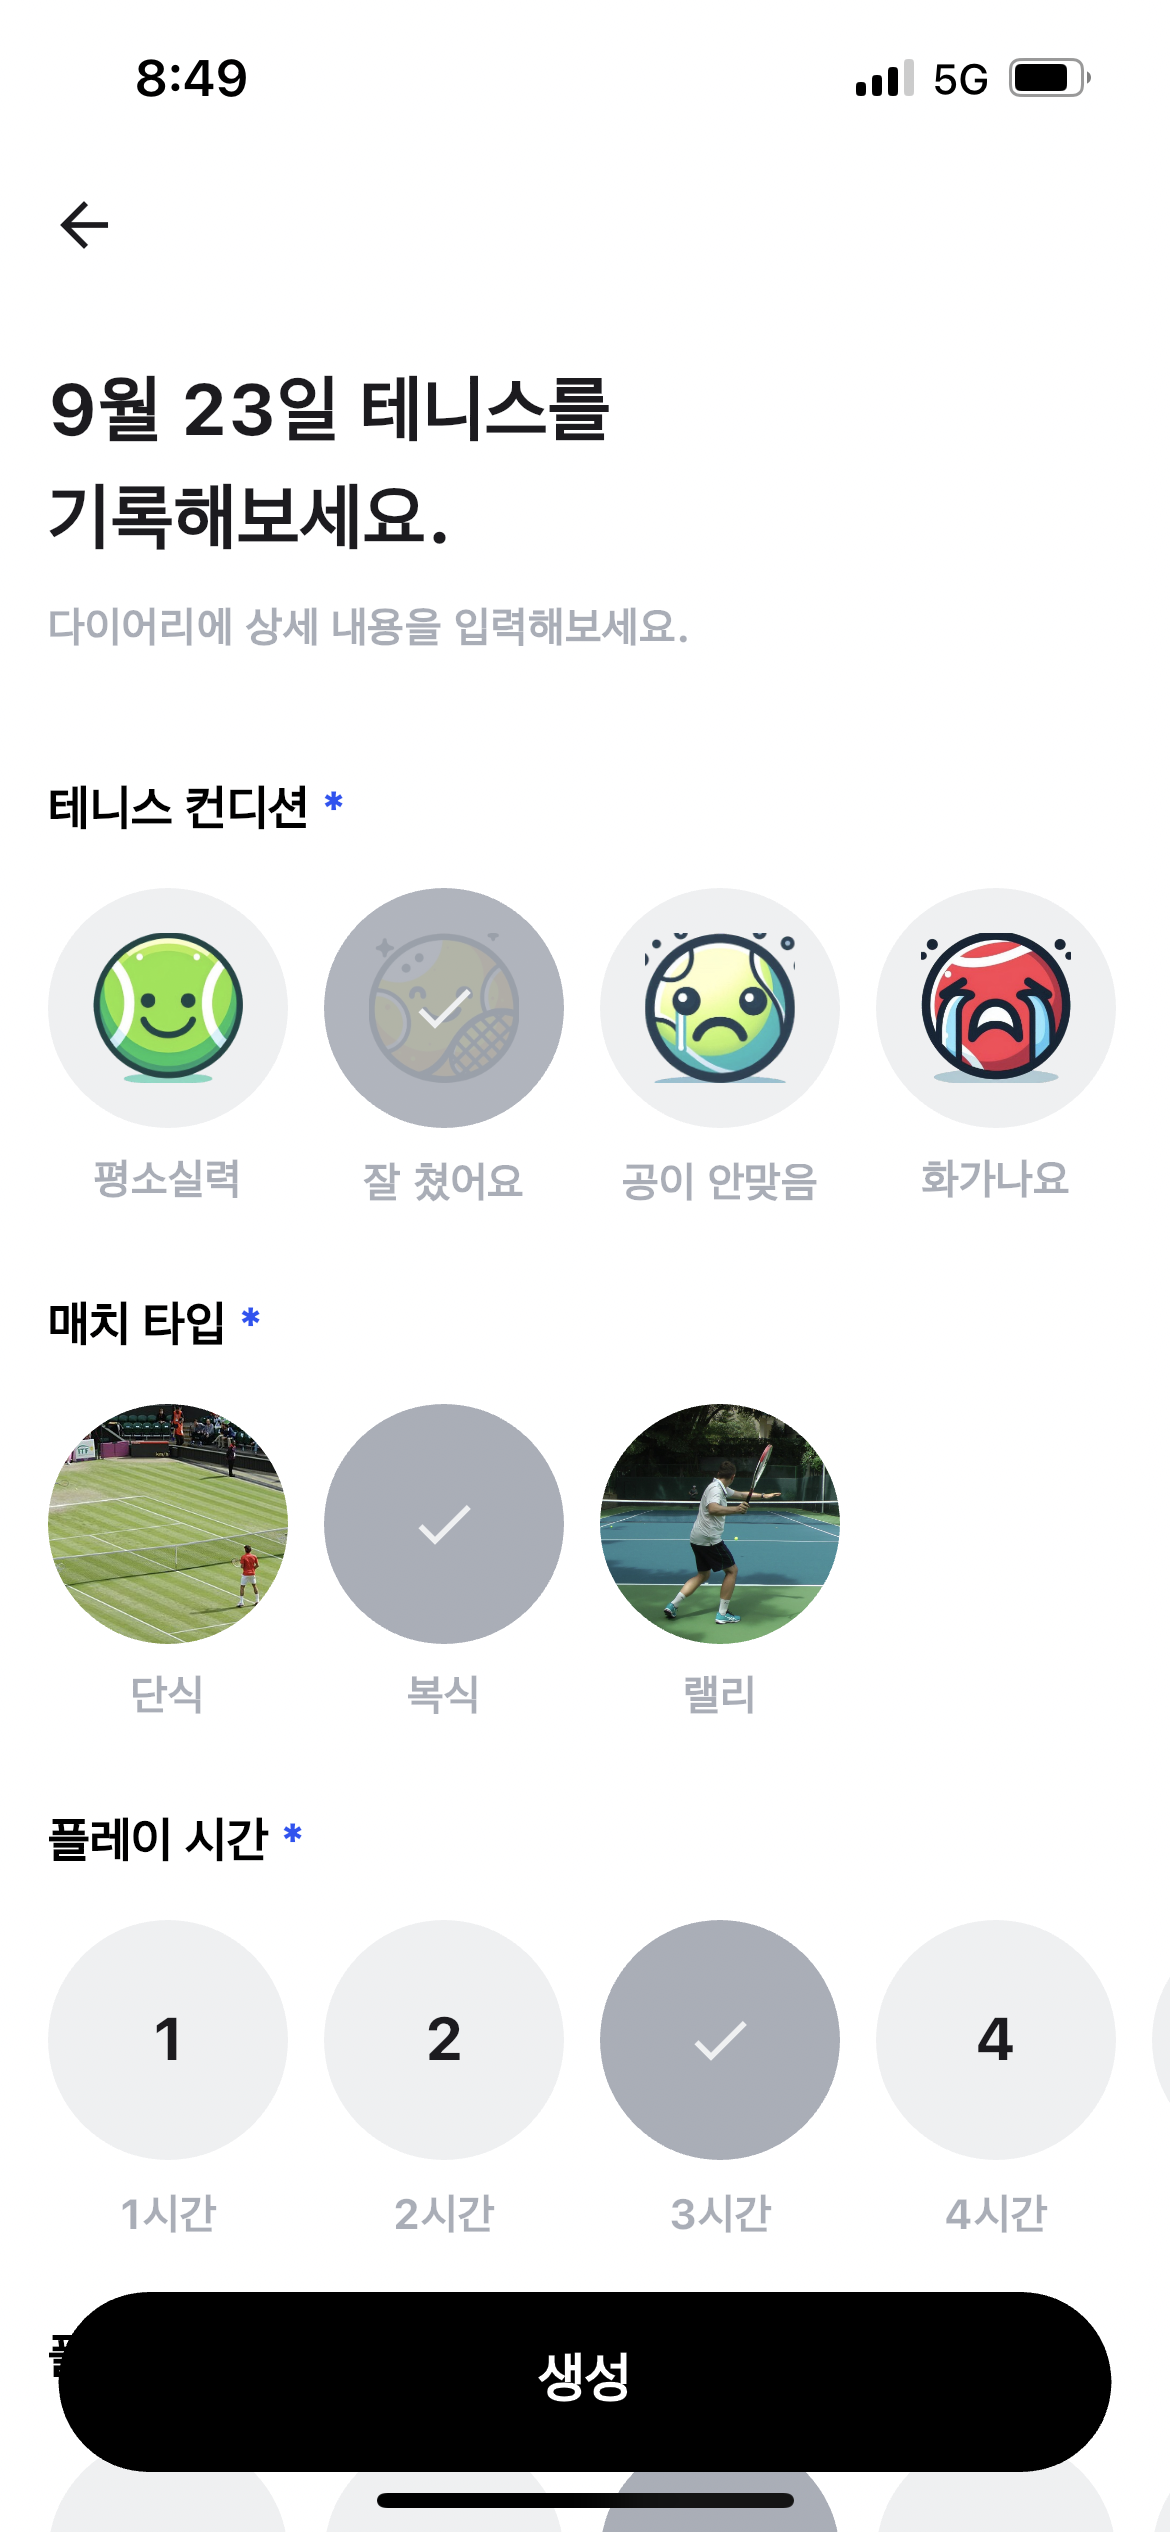 8:49
5G
9월 23일 테니스를
기록해보세요.
다이어리에 상세 내용을 입력해보세요.
테니스 컨디션 *
평소실력 잘 쳤어요 공이 안맞음 화가나요
매치 타입 *
단식 복식 랠리
플레이 시간 *
1 2 4
1시간 2시간 3시간 4시간
생성